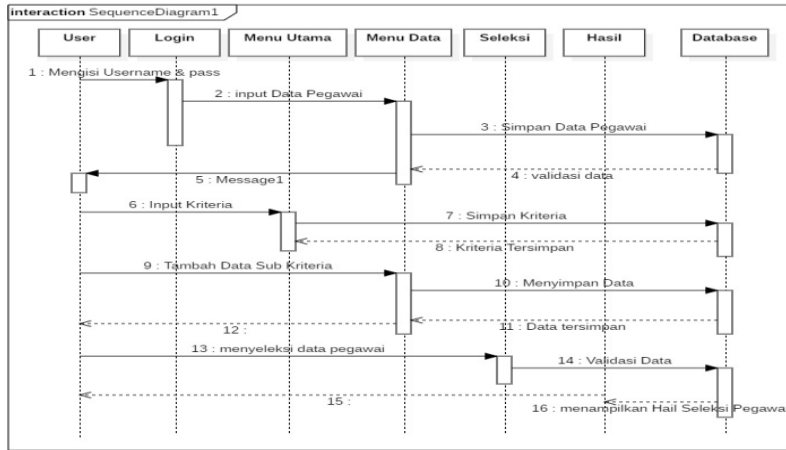 interaction SequenceDiagram1
User
Login
Menu Utama
Menu Data
Seleksi
Hasil
Database
1 : Mengisi Username & pass
2 : input Data Pegawai
3 : Simpan Data Pegawai
4 : validasi data
5 : Message1
6 : Input Kriteria
7 : Simpan Kriteria
8 : Kriteria Tersimpan
9 : Tambah Data Sub Kriteria
10 : Menyimpan Data
11 : Data tersimpan
12 :
13 : menyeleksi data pegawai
14 : Validasi Data
15 :
16 : menampilkan Hail Seleksi Pegawa